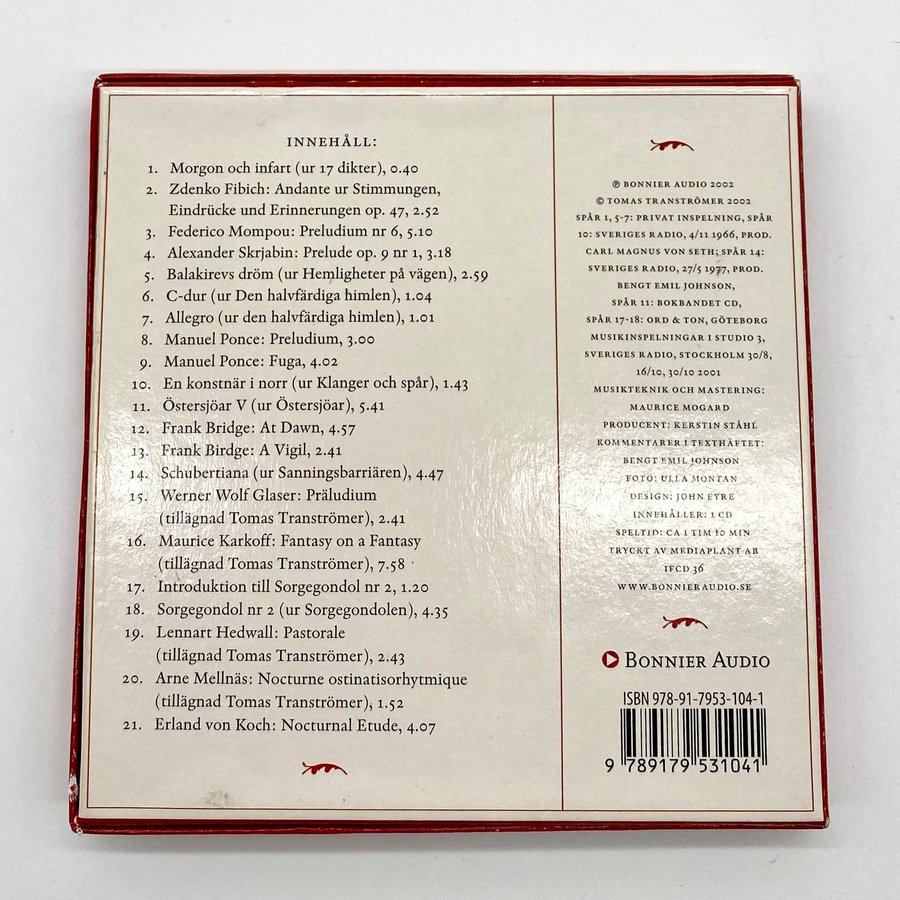 INNEHÅLL:
1. Morgon och infart (ur 17 dikter), 0.40
2. Zdenko Fibich: Andante ur Stimmungen,
Eindrücke und Erinnerungen op. 47, 2.52
3. Federico Mompou: Preludium nr 6, 5.10
4. Alexander Skrjabin: Prelude op. 9 nr 1, 3.18
5. Balakirevs dröm (ur Hemligheter på vägen), 2.59
6. C-dur (ur Den halvfärdiga himlen), 1.04
7. Allegro (ur den halvfärdiga himlen), 1.01
8. Manuel Ponce: Preludium, 3.00
9. Manuel Ponce: Fuga, 4.02
10. En konstnär i norr (ur Klanger och spår), 1.43
11. Östersjöar V (ur Östersjöar), 5.41
12. Frank Bridge: At Dawn, 4.57
13. Frank Birdge: A Vigil, 2.41
14. Schubertiana (ur Sanningsbarriären), 4.47
15. Werner Wolf Glaser: Präludium
(tillägnad Tomas Tranströmer), 2.41
16. Maurice Karkoff: Fantasy on a Fantasy
(tillägnad Tomas Tranströmer), 7.58
17. Introduktion till Sorgegondol nr 2, 1.20
18. Sorgegondol nr 2 (ur Sorgegondolen), 4.35
19. Lennart Hedwall: Pastorale
(tillägnad Tomas Tranströmer), 2.43
20. Arne Mellnäs: Nocturne ostinatisorhytmique
(tillägnad Tomas Tranströmer), 1.52
21. Erland von Koch: Nocturnal Etude, 4.07
℗ BONNIER AUDIO 2002
© TOMAS TRANSTRÖMER 2002
SPÅR 1, 5-7: PRIVAT INSPELNING, SPÅR
10: SVERIGES RADIO, 4/11 1966, PROD.
CARL MAGNUS VON SETH; SPÅR 14:
SVERIGES RADIO, 27/5 1977, PROD.
BENGT EMIL JOHNSON,
SPÅR 11: BOKBANDET CD,
SPÅR 17-18: ORD & TON, GÖTEBORG
MUSIKINSPELNINGAR I STUDIO 3,
SVERIGES RADIO, STOCKHOLM 30/8,
16/10, 30/10 2001
MUSIKTEKNIK OCH MASTERING:
MAURICE MOGARD
PRODUCENT: KERSTIN STÅHL
KOMMENTARER I TEXTHÄFTET:
BENGT EMIL JOHNSON
FOTO: ULLA MONTAN
DESIGN: JOHN EYRE
INNEHÅLLER: 1 CD
SPELTID: CA 1 TIM 10 MIN
TRYCKT AV MEDIAPLANT AB
IFCD 36
WWW.BONNIERAUDIO.SE
BONNIER AUDIO
ISBN 978-91-7953-104-1
9 789179 531041